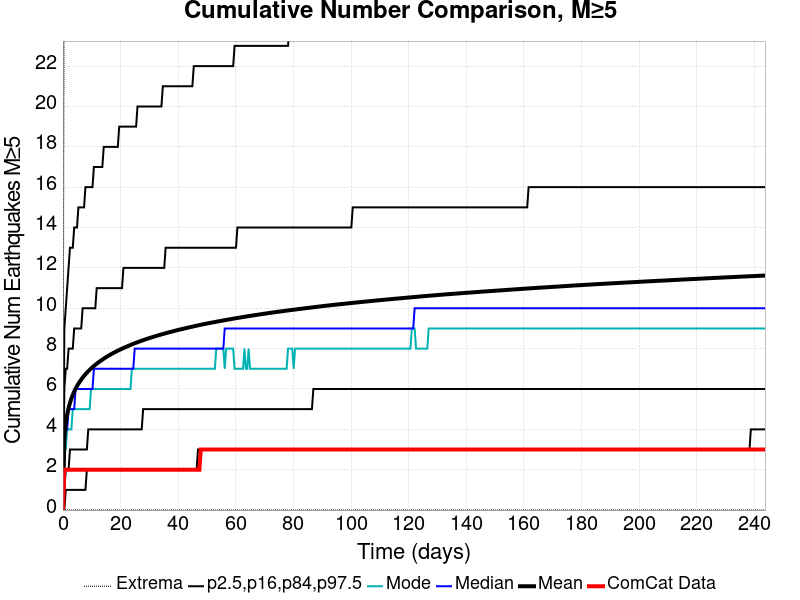 Cumulative Number Comparison, M≥5
Cumulative Num Earthquakes M≥5
22
20
18
16
14
12
10
8
6
4
2
0
0 20 40 60 80 100 120 140 160 180 200 220 240
Time (days)
Extrema p2.5,p16,p84,p97.5 Mode Median Mean ComCat Data